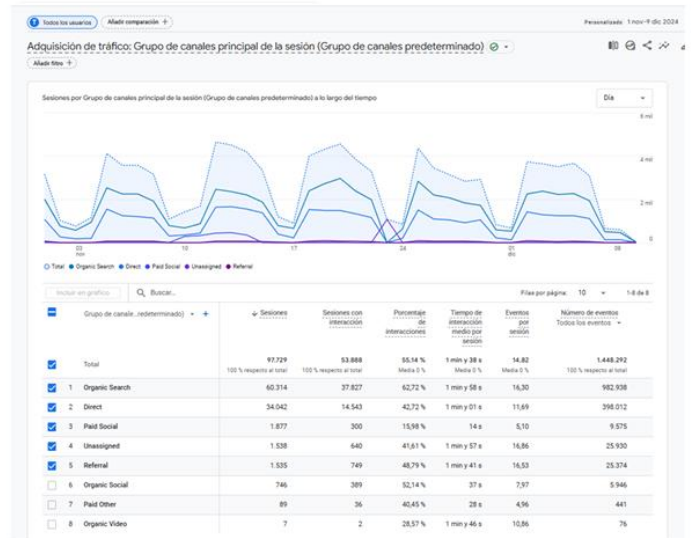 Todos los usuarios Añadir comparación + Personalizado 1 nov-9 dic 2024
Adquisición de tráfico: Grupo de canales principal de la sesión (Grupo de canales predeterminado)
Añadir filtro +
Sesiones por Grupo de canales principal de la sesión (Grupo de canales predeterminado) a lo largo del tiempo
Día
6 mil
4 mil
2 mil
0
03 10 17 24 01 08
nov dic
Total Organic Search Direct Paid Social Unassigned Referral
Incluir en gráfico Buscar... Filas por página: 10 1-8 de 8
Grupo de canale...redeterminado) + Sesiones Sesiones con Porcentaje Tiempo de Eventos Número de eventos
interacción de interacción por Todos los eventos
interacciones medio por sesión
sesión
Total 97.729 53.888 55,14 % 1 min y 38 s 14,82 1.448.292
100 % respecto al total 100 % respecto al total Media 0 % Media 0 % Media 0 % 100 % respecto al total
1 Organic Search 60.314 37.827 62,72 % 1 min y 58 s 16,30 982.938
2 Direct 34.042 14.543 42,72 % 1 min y 01 s 11,69 398.012
3 Paid Social 1.877 300 15,98 % 14 s 5,10 9.575
4 Unassigned 1.538 640 41,61 % 1 min y 57 s 16,86 25.930
5 Referral 1.535 749 48,79 % 1 min y 41 s 16,53 25.374
6 Organic Social 746 389 52,14 % 37 s 7,97 5.946
7 Paid Other 89 36 40,45 % 28 s 4,96 441
8 Organic Video 7 2 28,57 % 1 min y 46 s 10,86 76